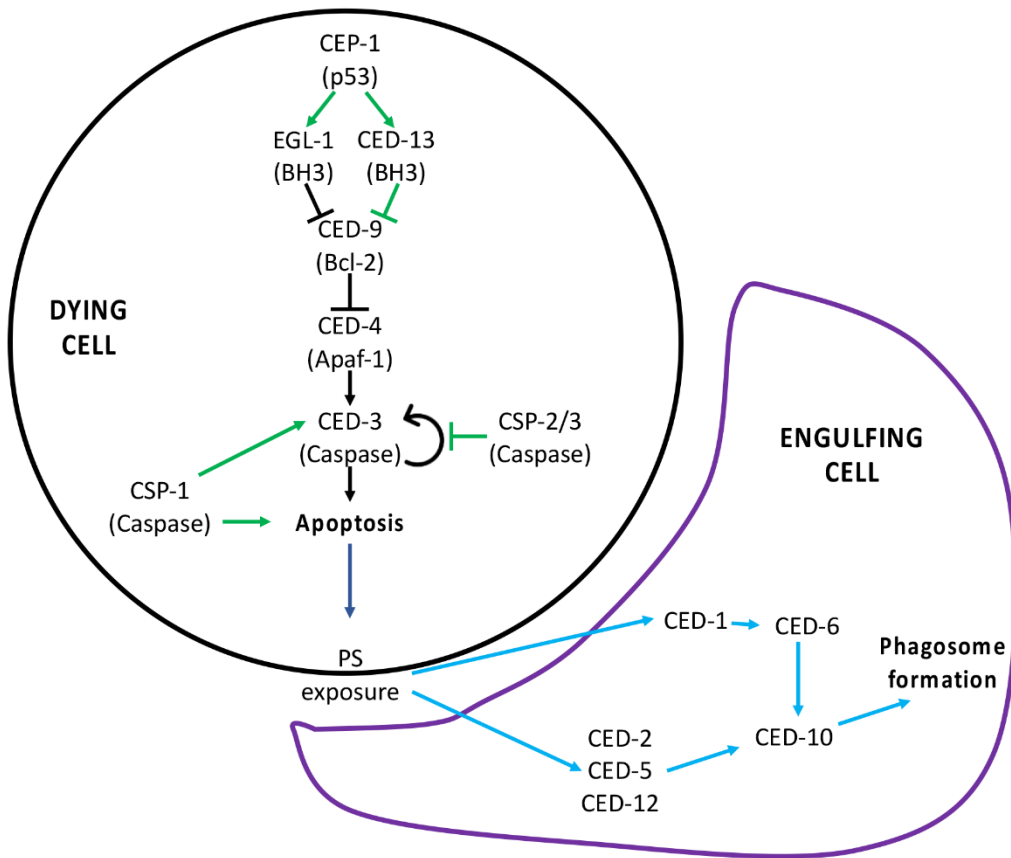 CEP-1
(p53)
EGL-1 CED-13
(BH3) (BH3)
CED-9
(Bcl-2)
DYING
CELL
CED-4
(Apaf-1)
CED-3
(Caspase)
CSP-2/3
(Caspase)
CSP-1
(Caspase)
Apoptosis
PS
exposure
ENGULFING
CELL
CED-1
CED-6
Phagosome
formation
CED-2
CED-5
CED-12
CED-10